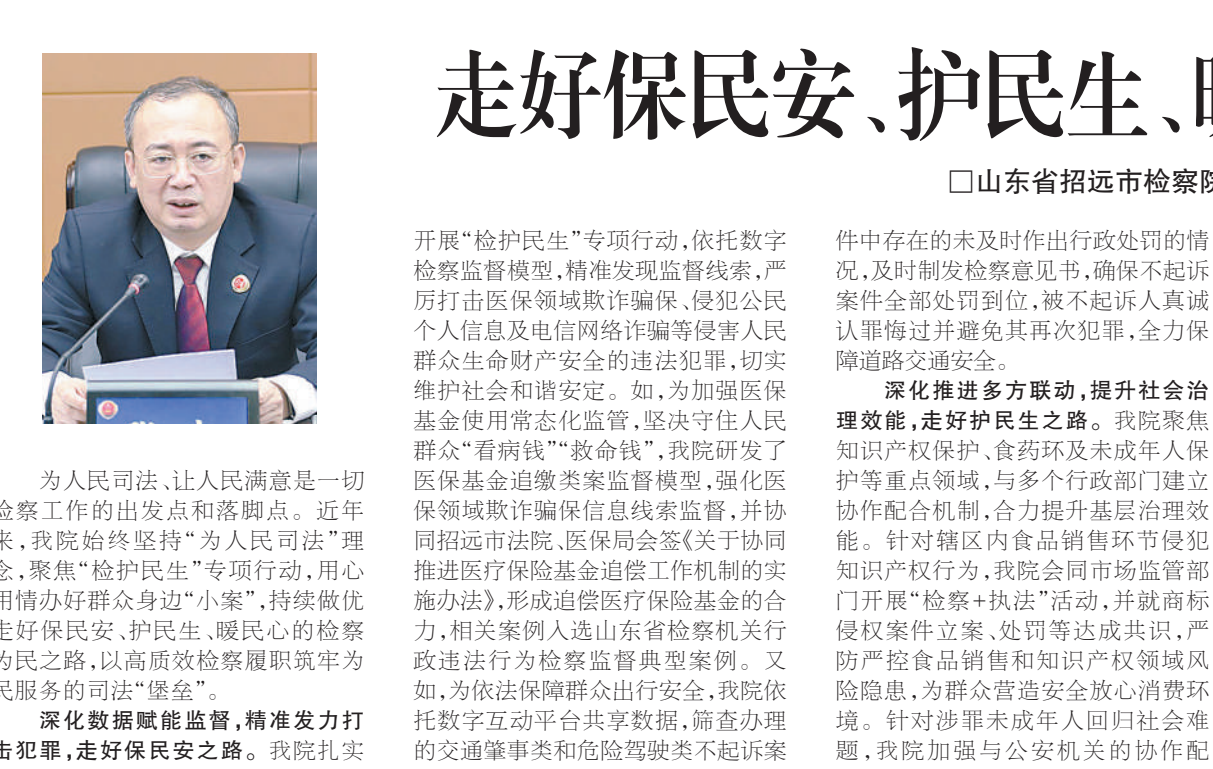 走好保民安、护民生、
□山东省招远市检察院
为人民司法、让人民满意是一切
检察工作的出发点和落脚点。近年
来,我院始终坚持“为人民司法”理
念,聚焦“检护民生”专项行动,用心
用情办好群众身边“小案”,持续做优
走好保民安、护民生、暖民心的检察
为民之路,以高质效检察履职筑牢为
民服务的司法“堡垒”。
深化数据赋能监督,精准发力打
击犯罪,走好保民安之路。我院扎实
开展“检护民生”专项行动,依托数字
检察监督模型,精准发现监督线索,严
厉打击医保领域欺诈骗保、侵犯公民
个人信息及电信网络诈骗等侵害人民
群众生命财产安全的违法犯罪,切实
维护社会和谐安定。如,为加强医保
基金使用常态化监管,坚决守住人民
群众“看病钱”“救命钱”,我院研发了
医保基金追缴类案监督模型,强化医
保领域欺诈骗保信息线索监督,并协
同招远市法院、医保局会签《关于协同
推进医疗保险基金追偿工作机制的实
施办法》,形成追偿医疗保险基金的合
力,相关案例入选山东省检察机关行
政违法行为检察监督典型案例。又
如,为依法保障群众出行安全,我院依
托数字互动平台共享数据,筛查办理
的交通肇事类和危险驾驶类不起诉案
件中存在的未及时作出行政处罚的情
况,及时制发检察意见书,确保不起诉
案件全部处罚到位,被不起诉人真诚
认罪悔过并避免其再次犯罪,全力保
障道路交通安全。
深化推进多方联动,提升社会治
理效能,走好护民生之路。我院聚焦
知识产权保护、食药环及未成年人保
护等重点领域,与多个行政部门建立
协作配合机制,合力提升基层治理效
能。针对辖区内食品销售环节侵犯
知识产权行为,我院会同市场监管部
门开展“检察+执法”活动,并就商标
侵权案件立案、处罚等达成共识,严
防严控食品销售和知识产权领域风
险隐患,为群众营造安全放心消费环
境。针对涉罪未成年人回归社会难
题,我院加强与公安机关的协作配